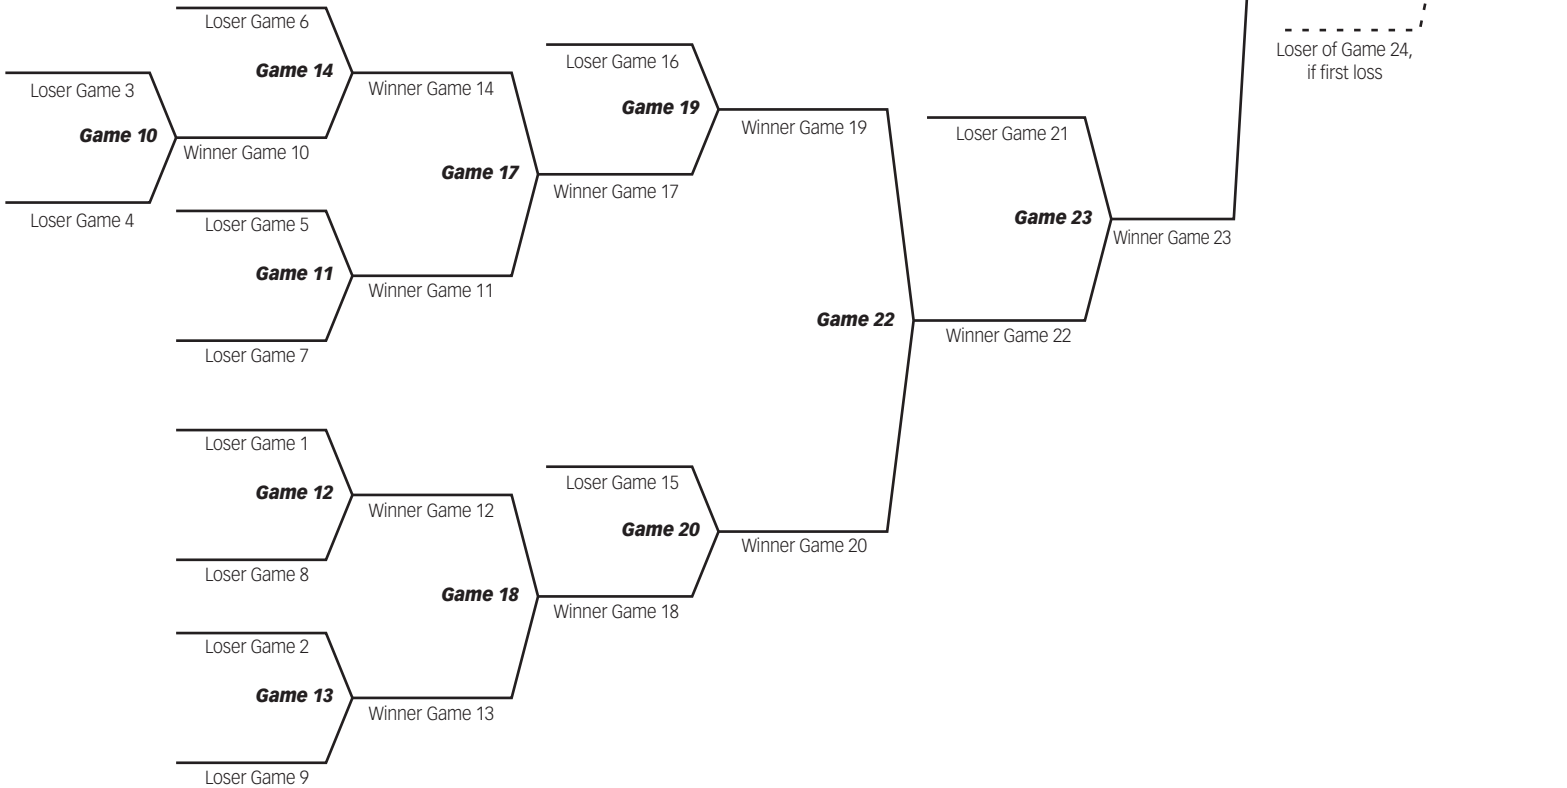 Loser Game 6
Game 14
Loser Game 3
Game 10
Winner Game 10
Loser Game 4
Winner Game 14
Loser Game 5
Game 11
Loser Game 7
Winner Game 11
Game 17
Loser Game 16
Game 19
Winner Game 17
Winner Game 19
Loser Game 1
Game 12
Loser Game 8
Winner Game 12
Game 18
Loser Game 2
Game 13
Loser Game 9
Winner Game 13
Loser Game 15
Game 20
Winner Game 18
Winner Game 20
Game 22
Loser Game 21
Game 23
Winner Game 22
Winner Game 23
Loser of Game 24,
if first loss